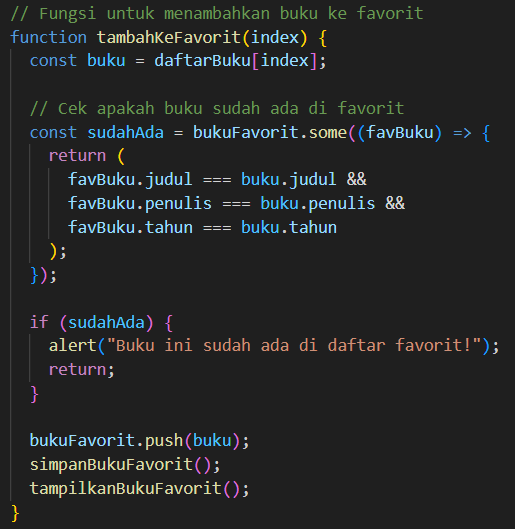 // Fungsi untuk menambahkan buku ke favorit
function tambahKeFavorit(index) {
  const buku = daftarBuku[index];

  // Cek apakah buku sudah ada di favorit
  const sudahAda = bukuFavorit.some((favBuku) => {
    return (
      favBuku.judul === buku.judul &&
      favBuku.penulis === buku.penulis &&
      favBuku.tahun === buku.tahun
    );
  });

  if (sudahAda) {
    alert("Buku ini sudah ada di daftar favorit!");
    return;
  }

  bukuFavorit.push(buku);
  simpanBukuFavorit();
  tampilkanBukuFavorit();
}